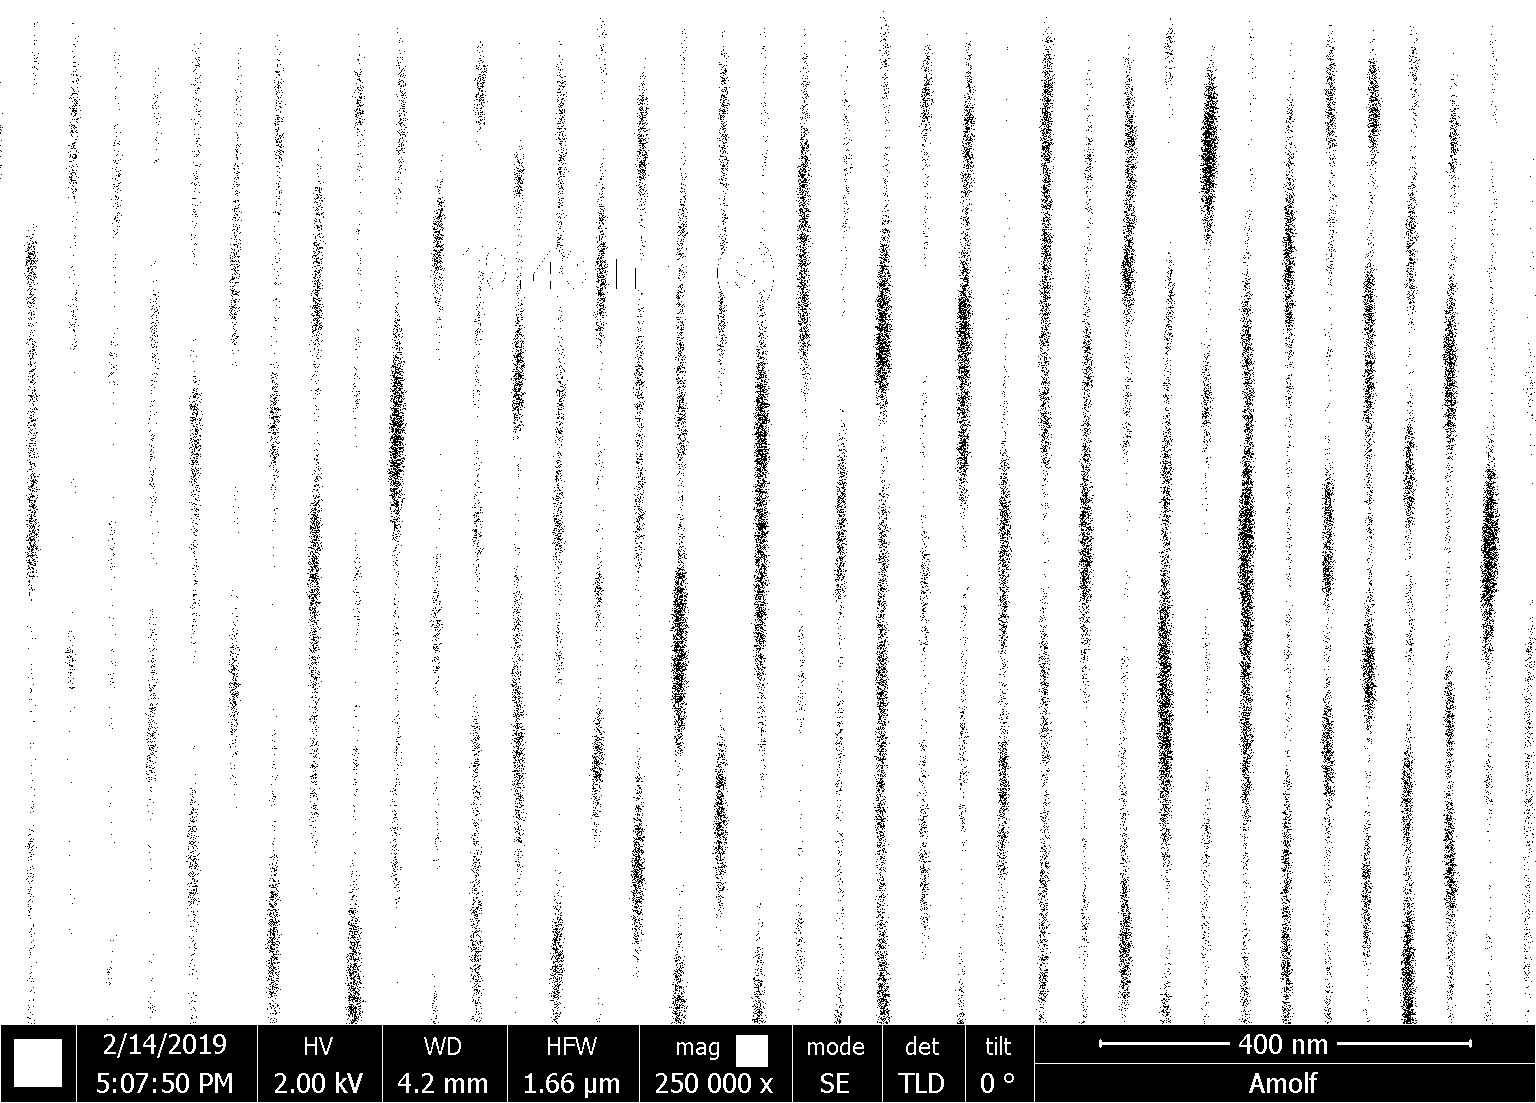 2/14/2019
5:07:50 PM
HV
2.00 kV
WD
4.2 mm
HFW
1.66 µm
mag
250 000 x
mode
SE
det
TLD
tilt
0 °
400 nm
Amolf